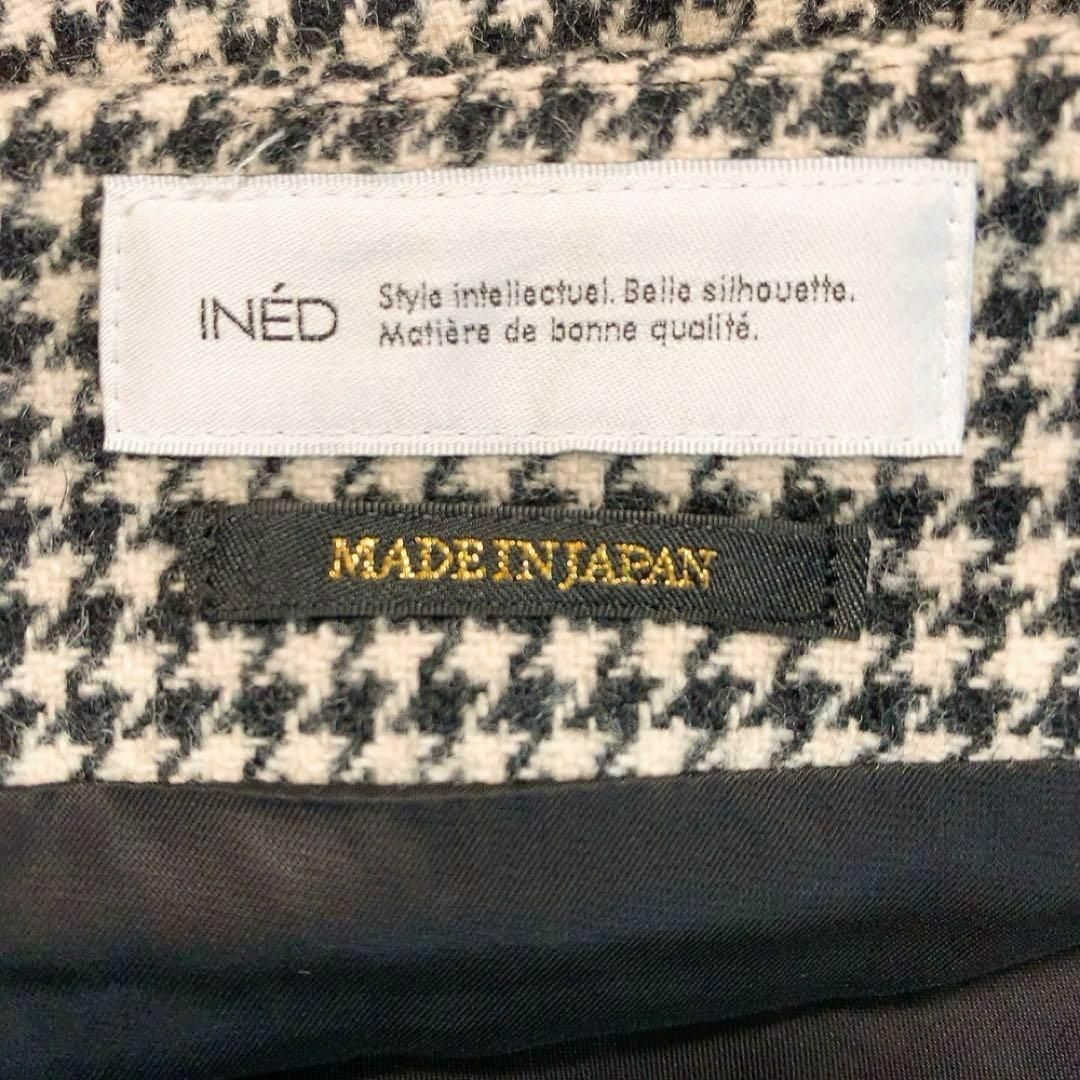 INÉD
Style intellectuel. Belle silhouette.
Matière de bonne qualité.
MADE IN JAPAN